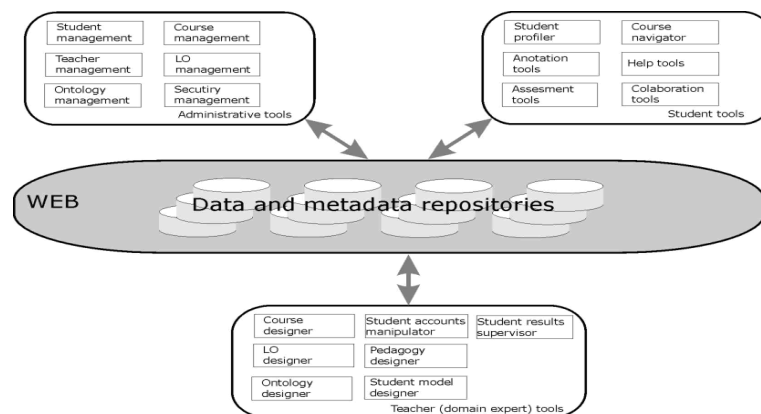 Student management
Course management
Teacher management
LO management
Ontology management
Secutiry management
Administrative tools
Student profiler
Course navigator
Anotation tools
Help tools
Assesment tools
Colaboration tools
Student tools
WEB
Data and metadata repositories
Course designer
Student accounts manipulator
Student results supervisor
LO designer
Pedagogy designer
Ontology designer
Student model designer
Teacher (domain expert) tools